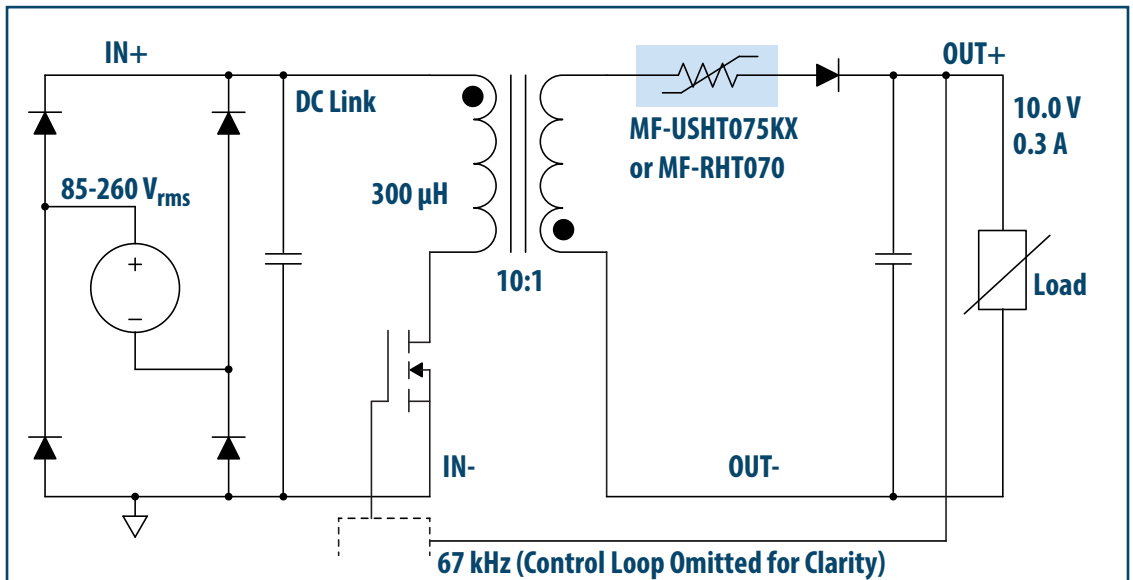 IN+
OUT+
DC Link
MF-USHT075KX
or MF-RHT070
10.0 V
0.3 A
85-260 Vrms
300 µH
+
−
10:1
Load
IN-
OUT-
67 kHz (Control Loop Omitted for Clarity)